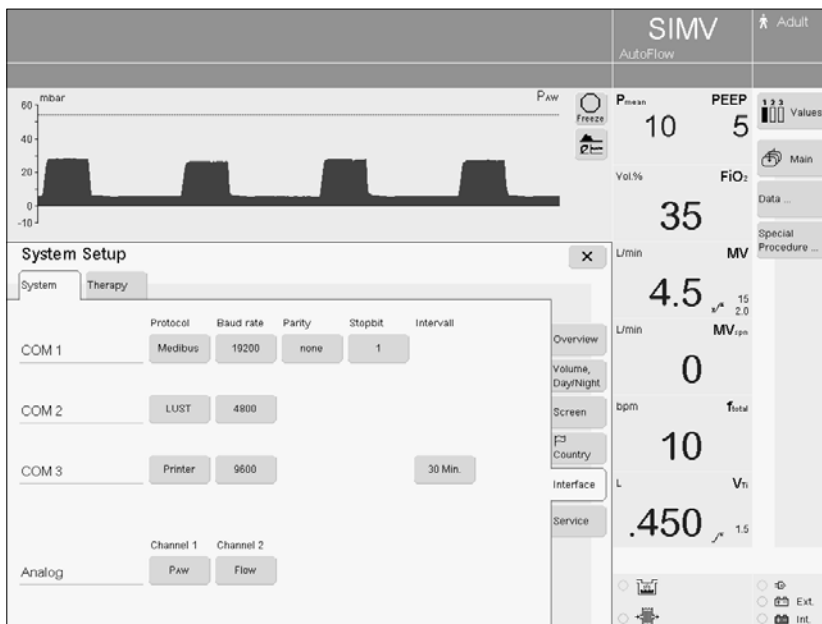 SIMV
AutoFlow
Adult
mbar
PAW
60
40
20
0
-10
Freeze
Pmean
PEEP
10
5
1 2 3
Values
Main
Vol.%
FiO2
35
Data ...
Special
Procedure ...
System Setup
System
Therapy
Protocol Baud rate Parity Stopbit Intervall
COM 1 Medibus 19200 none 1
COM 2 LUST 4800
COM 3 Printer 9600 30 Min.
Channel 1 Channel 2
Analog PAW Flow
Overview
Volume,
Day/Night
Screen
Country
Interface
Service
L/min MV
4.5 15
2.0
L/min MVspn
0
bpm ftotal
10
L VTi
.450 1.5
Ext.
Int.